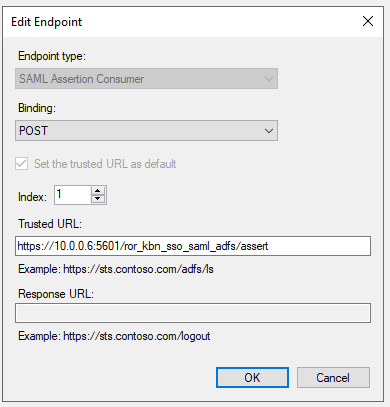 Edit Endpoint
Endpoint type:
SAML Assertion Consumer
Binding:
POST
Set the trusted URL as default
Index: 1
Trusted URL:
https://10.0.0.6:5601/ror_kbn_sso_saml_adfs/assert
Example: https://sts.contoso.com/adfs/ls
Response URL:
Example: https://sts.contoso.com/logout
OK Cancel